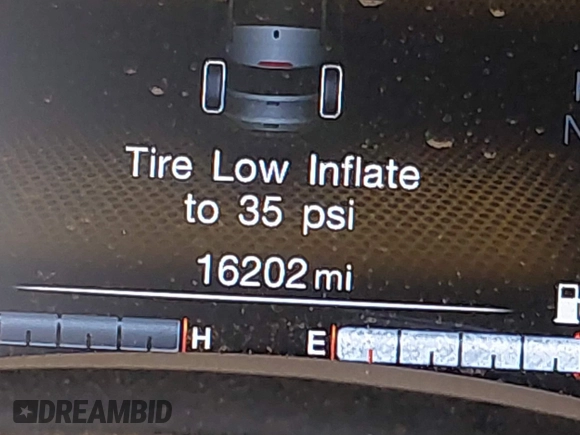 Tire Low Inflate
to 35 psi
16202 mi
H E
N
DREAMBID